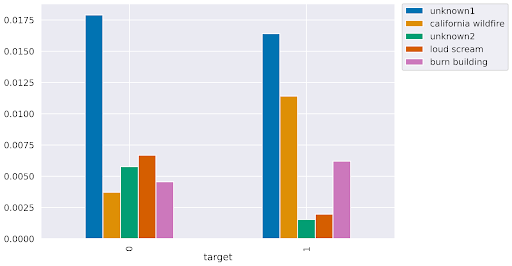 0.0175
0.0150
0.0125
0.0100
0.0075
0.0050
0.0025
0.0000
0
1
target
unknown1
california wildfire
unknown2
loud scream
burn building